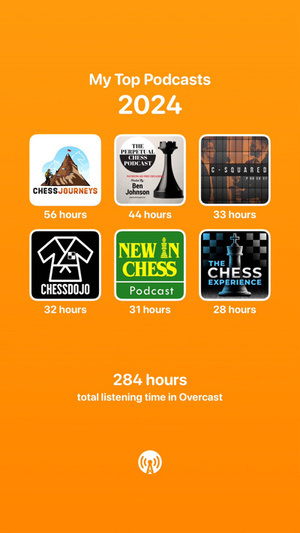 My Top Podcasts
2024
CHESSJOURNEYS
THE
PERPETUAL
CHESS
PODCAST
Hosted By
Ben
Johnson
C-SQUARED
PODCAST
56 hours
44 hours
33 hours
CHESSDOJO
NEW IN
CHESS
Podcast
THE
CHESS
EXPERIENCE
32 hours
31 hours
28 hours
284 hours
total listening time in Overcast